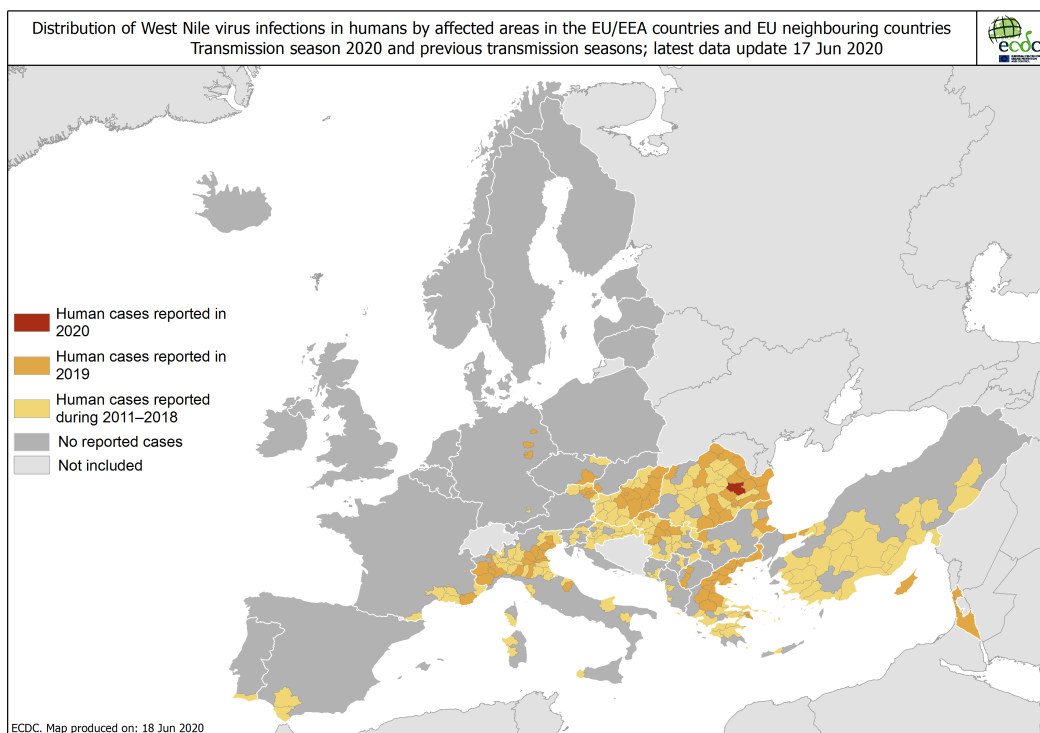 Distribution of West Nile virus infections in humans by affected areas in the EU/EEA countries and EU neighbouring countries
Transmission season 2020 and previous transmission seasons; latest data update 17 Jun 2020
ecdc
Human cases reported in
2020
Human cases reported in
2019
Human cases reported
during 2011–2018
No reported cases
Not included
ECDC. Map produced on: 18 Jun 2020